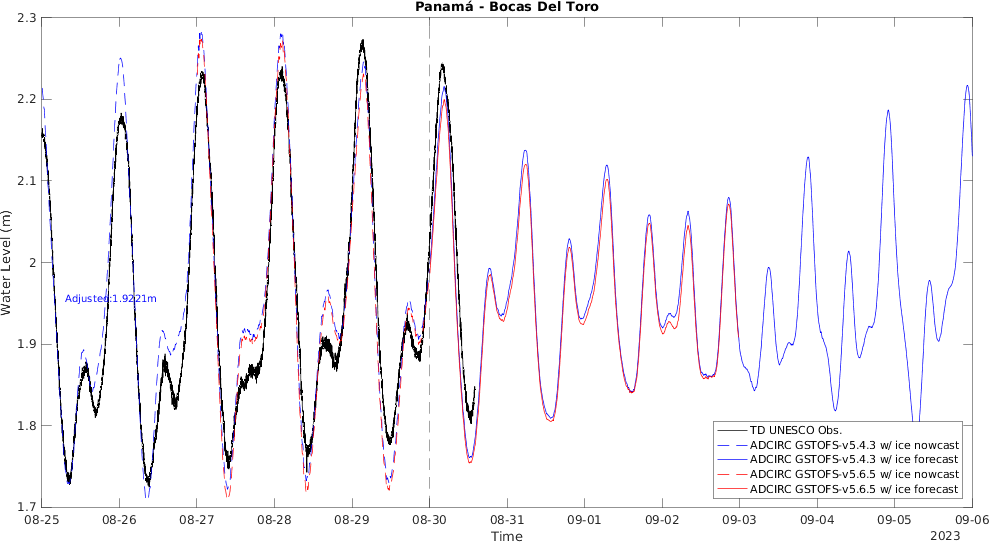 Panamá - Bocas Del Toro
Water Level (m)
2.3
2.2
2.1
2
1.9
1.8
1.7
Adjusted:1.9221m
TD UNESCO Obs.
ADCIRC GSTOFS-v5.4.3 w/ ice nowcast
ADCIRC GSTOFS-v5.4.3 w/ ice forecast
ADCIRC GSTOFS-v5.6.5 w/ ice nowcast
ADCIRC GSTOFS-v5.6.5 w/ ice forecast
08-25 08-26 08-27 08-28 08-29 08-30 08-31 09-01 09-02 09-03 09-04 09-05 09-06
Time
2023